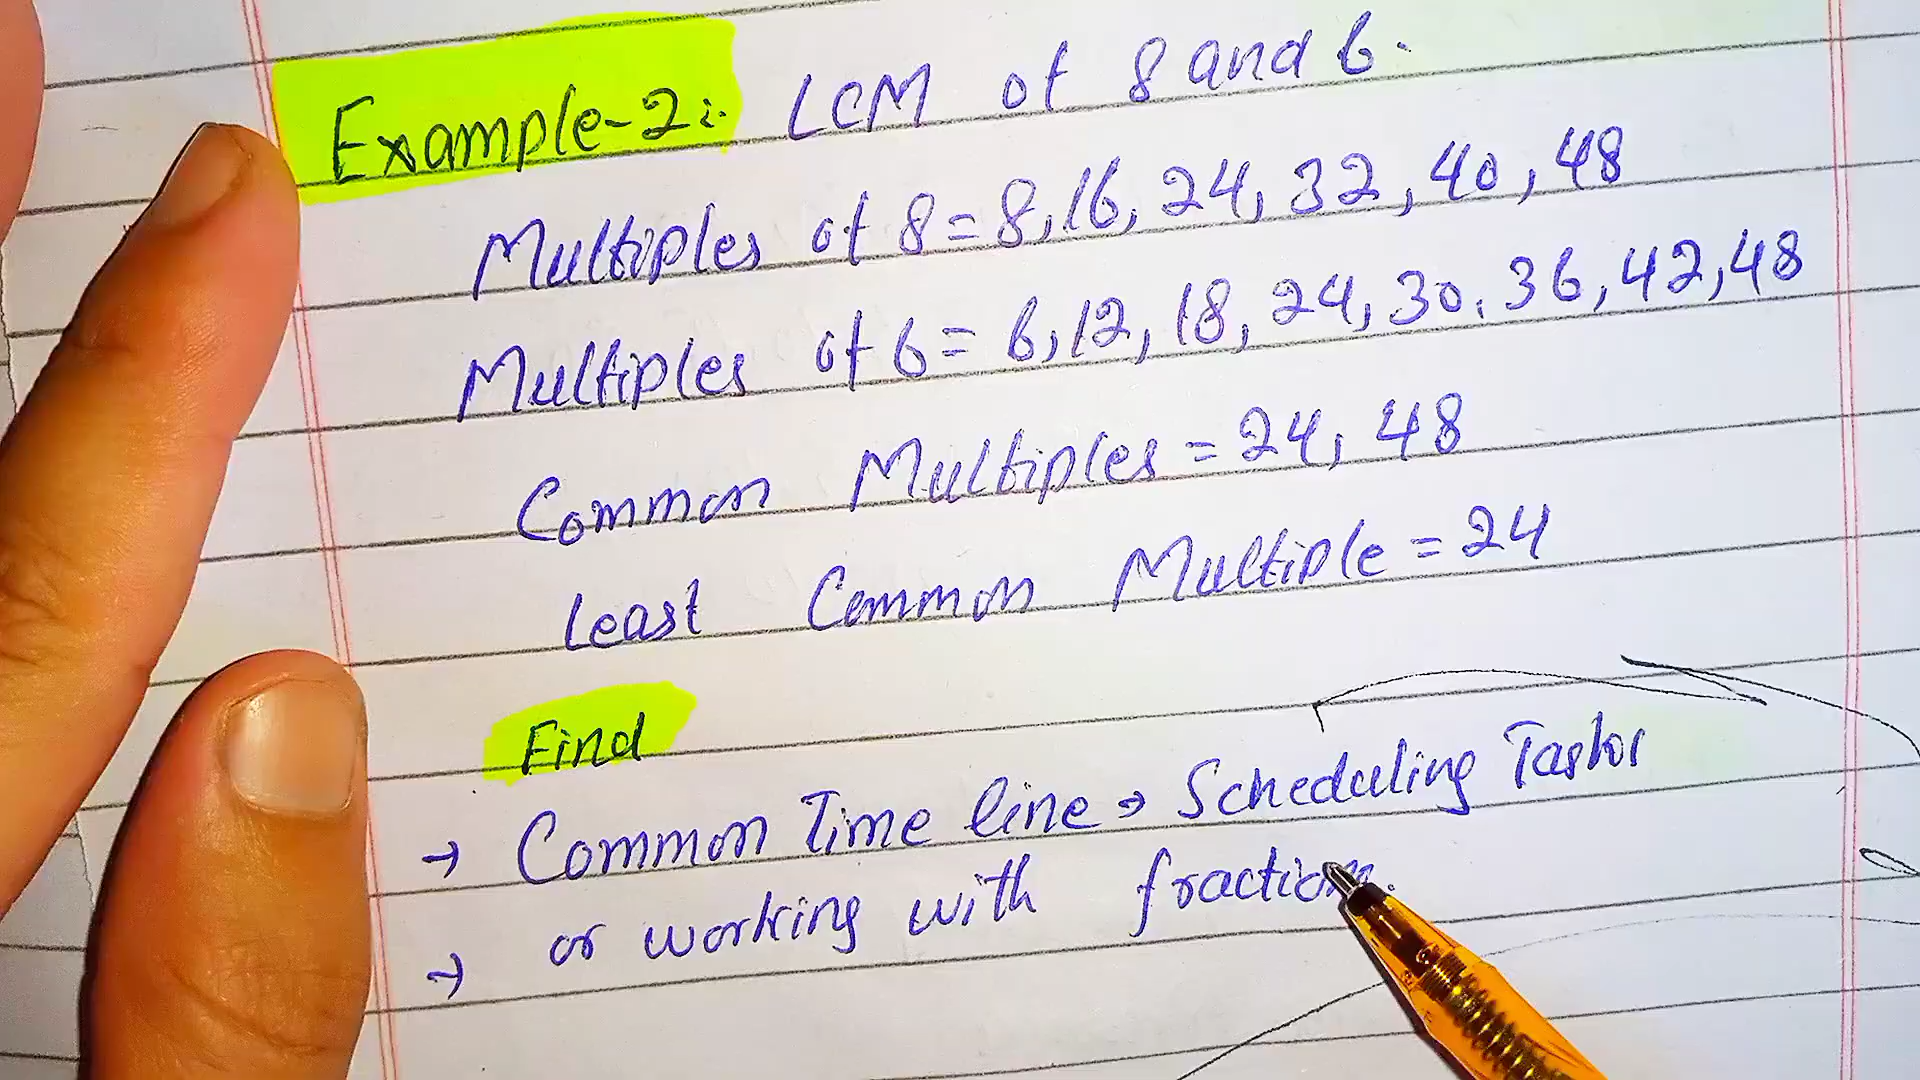 Example-2:- LCM of 8 and 6.
Multiples of 8 = 8, 16, 24, 32, 40, 48
Multiples of 6 = 6, 12, 18, 24, 30, 36, 42, 48
Common Multiples = 24, 48
Least Common Multiple = 24
Find
→ Common Time line → Scheduling Tasks
→ or working with fractions.